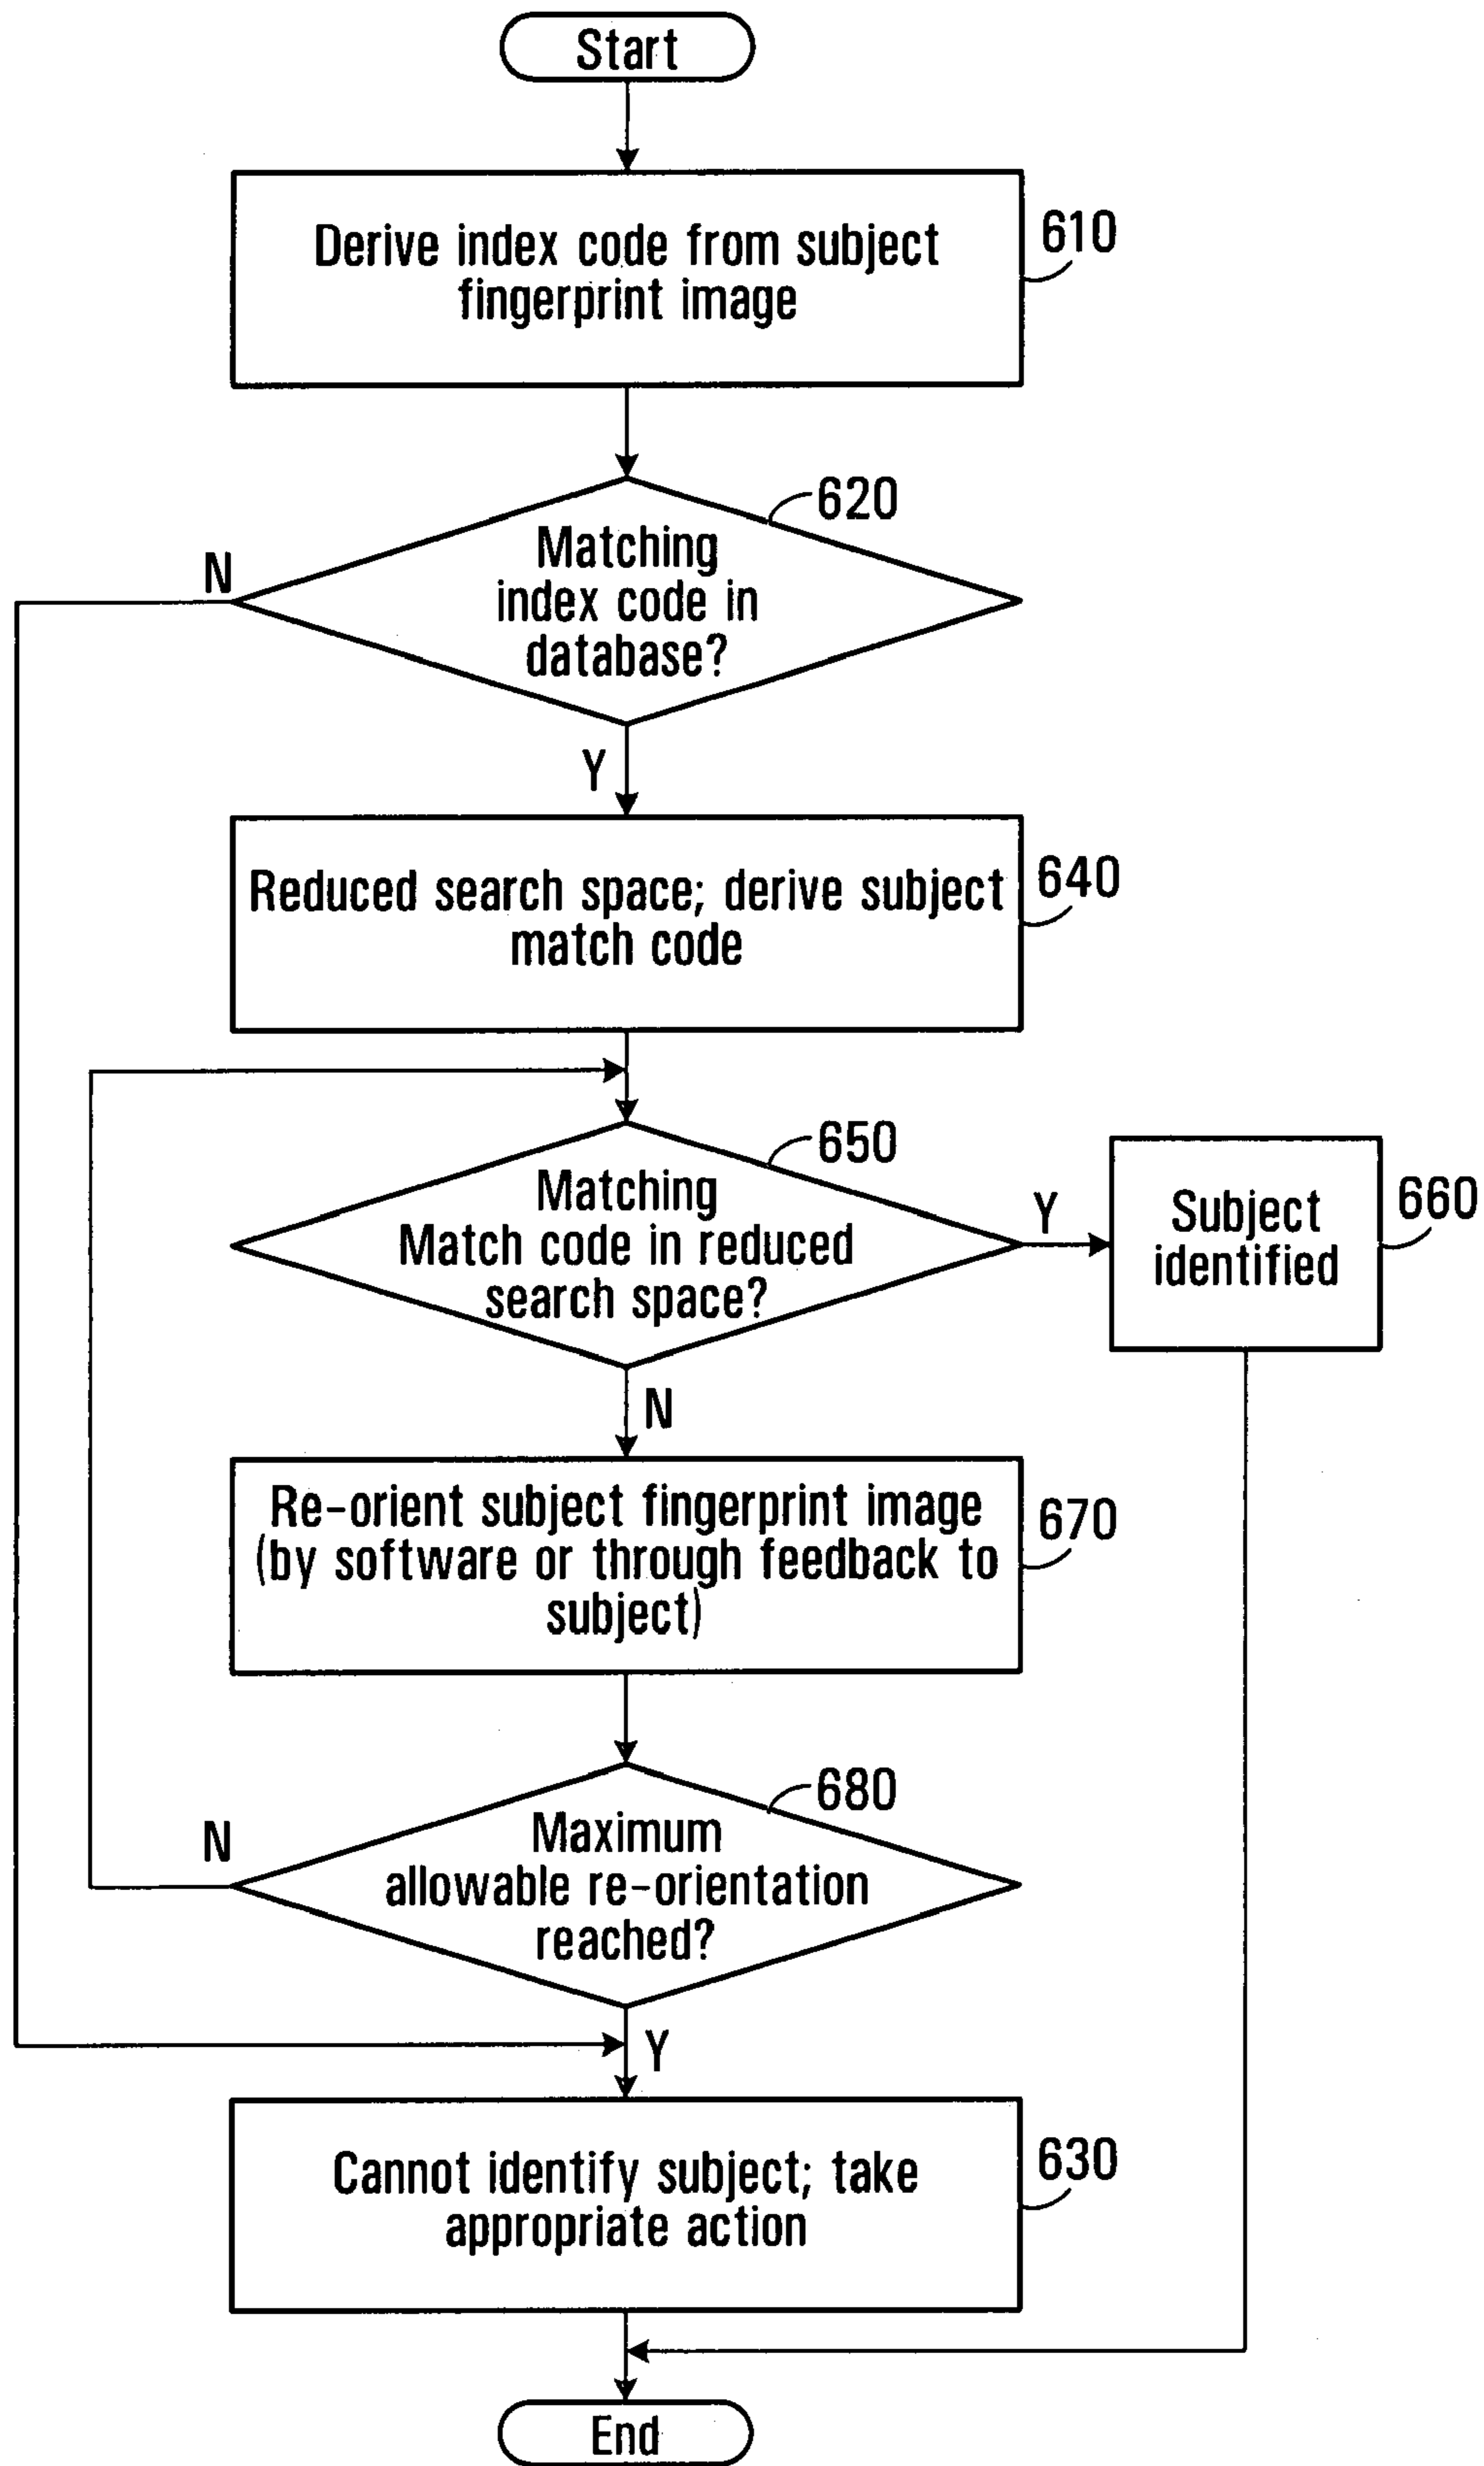 Start
Derive index code from subject
fingerprint image
610
620
Matching
index code in
database?
N
Y
Reduced search space; derive subject
match code
640
650
Matching
Match code in reduced
search space?
Y
Subject
identified
660
N
Re-orient subject fingerprint image
(by software or through feedback to
subject)
670
680
Maximum
allowable re-orientation
reached?
N
Y
Cannot identify subject; take
appropriate action
630
End